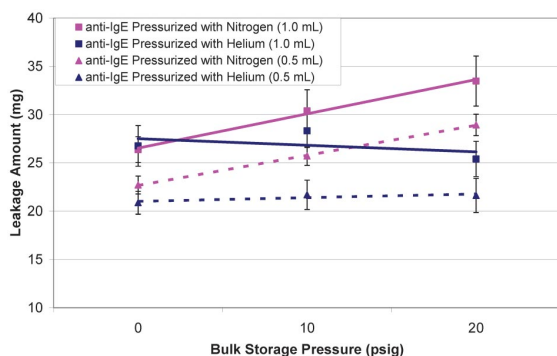 40
35
30
25
20
15
10
Leakage Amount (mg)
anti-IgE Pressurized with Nitrogen (1.0 mL)
anti-IgE Pressurized with Helium (1.0 mL)
anti-IgE Pressurized with Nitrogen (0.5 mL)
anti-IgE Pressurized with Helium (0.5 mL)
0 10 20
Bulk Storage Pressure (psig)